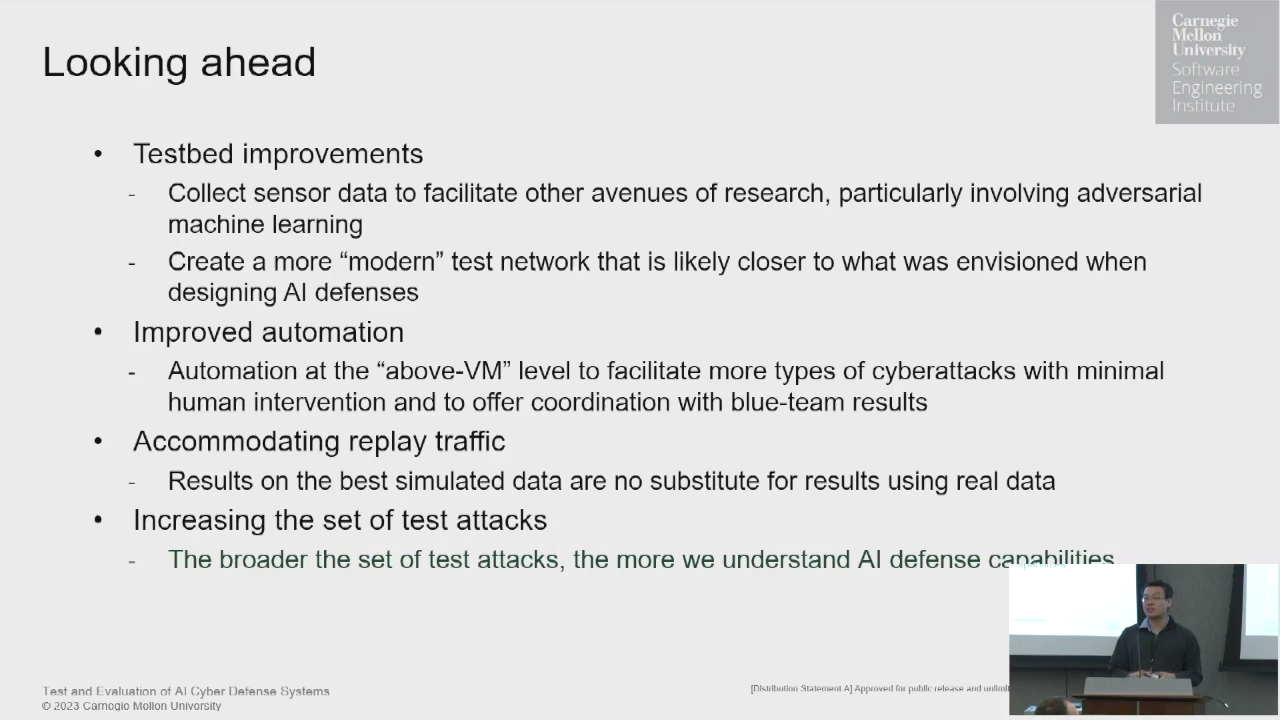 Looking ahead
Carnegie
Mellon
University
Software
Engineering
Institute
• Testbed improvements
- Collect sensor data to facilitate other avenues of research, particularly involving adversarial
machine learning
- Create a more “modern” test network that is likely closer to what was envisioned when
designing AI defenses
• Improved automation
- Automation at the “above-VM” level to facilitate more types of cyberattacks with minimal
human intervention and to offer coordination with blue-team results
• Accommodating replay traffic
- Results on the best simulated data are no substitute for results using real data
• Increasing the set of test attacks
- The broader the set of test attacks, the more we understand AI defense capabilities
Test and Evaluation of AI Cyber Defense Systems
© 2023 Carnegie Mellon University
[Distribution Statement A] Approved for public release and